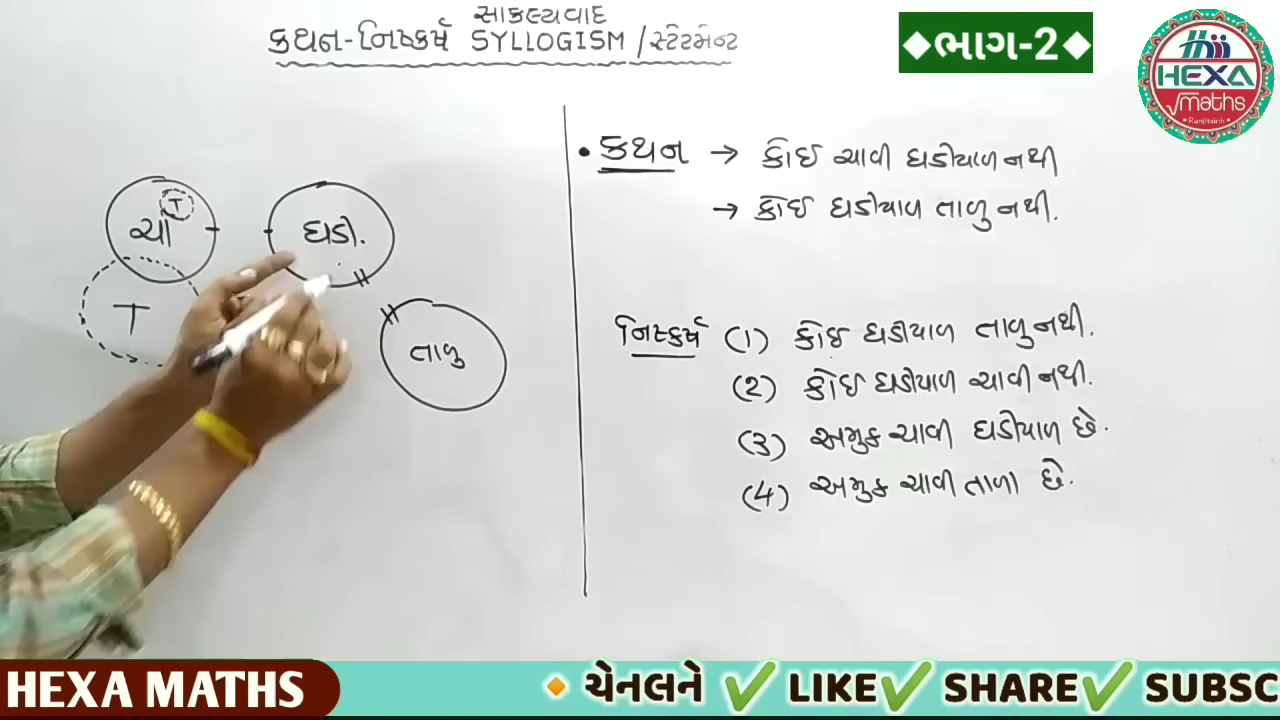 સાકલ્યવાદ
કથન-નિષ્કર્ષ SYLLOGISM / સ્ટેટમેન્ટ
◆ભાગ-2◆
HEXA
√maths
• Ranjitsinh •
• કથન → કોઈ ચાવી ઘડીયાળ નથી
→ કોઈ ઘડીયાળ તાળુ નથી.
ચા
T
ઘડી.
T
તાળુ
નિષ્કર્ષ (1) કોઈ ઘડીયાળ તાળુ નથી.
(2) કોઈ ઘડીયાળ ચાવી નથી.
(3) અમુક ચાવી ઘડીયાળ છે.
(4) અમુક ચાવી તાળા છે.
HEXA MATHS
🔸ચેનલને ✅ LIKE✅ SHARE✅ SUBSC